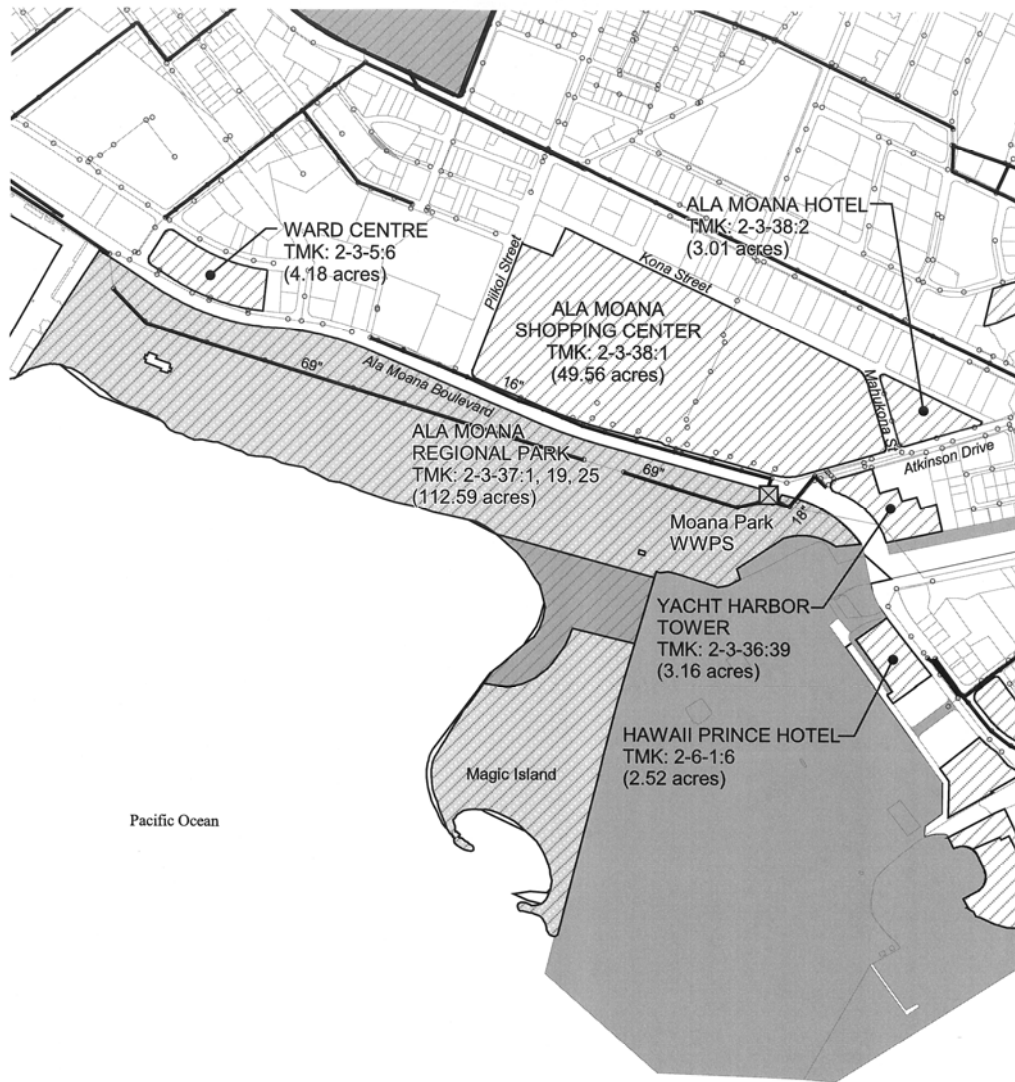 ALA MOANA HOTEL
TMK: 2-3-38:2
(3.01 acres)
WARD CENTRE
TMK: 2-3-5:6
(4.18 acres)
Piikoi Street
Kona Street
ALA MOANA
SHOPPING CENTER
TMK: 2-3-38:1
(49.56 acres)
Mahukona St
69"
Ala Moana Boulevard
16"
ALA MOANA
REGIONAL PARK
TMK: 2-3-37:1, 19, 25
(112.59 acres)
69"
Atkinson Drive
18"
Moana Park
WWPS
YACHT HARBOR
TOWER
TMK: 2-3-36:39
(3.16 acres)
HAWAII PRINCE HOTEL
TMK: 2-6-1:6
(2.52 acres)
Magic Island
Pacific Ocean